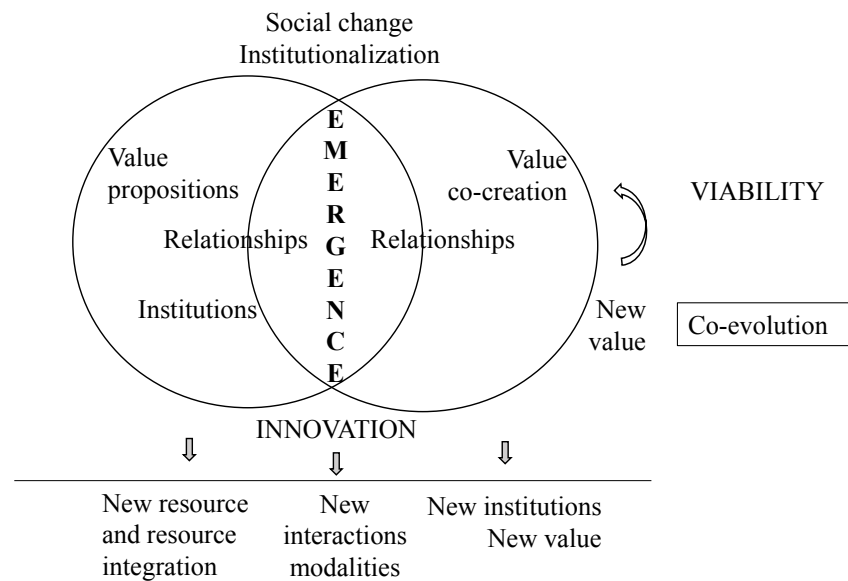 Social change
Institutionalization
E
M
E
R
G
E
N
C
E
Value
propositions
Value
co-creation
VIABILITY
Relationships
Relationships
Institutions
New
value
Co-evolution
INNOVATION
New resource
and resource
integration
New
interactions
modalities
New institutions
New value